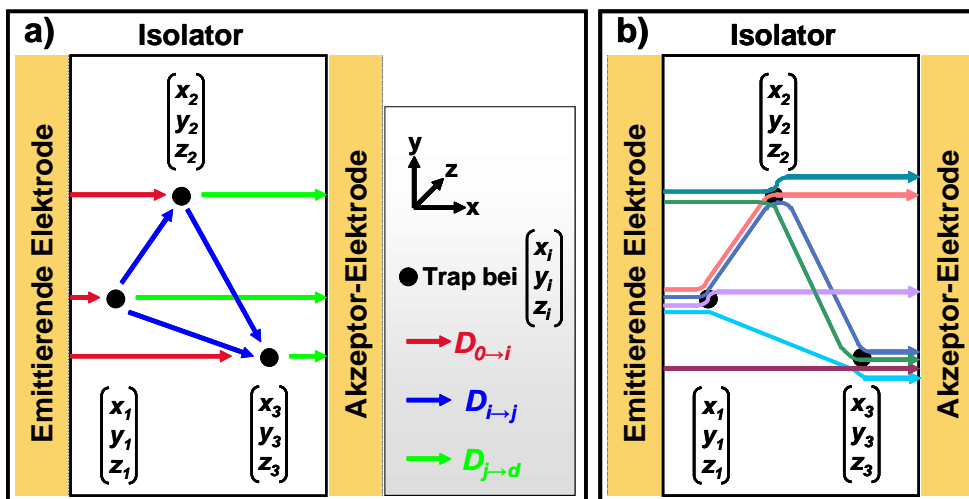 a)
Isolator
Emittierende Elektrode
x2
y2
z2
x1
y1
z1
x3
y3
z3
Akzeptor-Elektrode
y
z
x
Trap bei
xi
yi
zi
D0→i
Di→j
Dj→d
b)
Isolator
Emittierende Elektrode
x2
y2
z2
x1
y1
z1
x3
y3
z3
Akzeptor-Elektrode